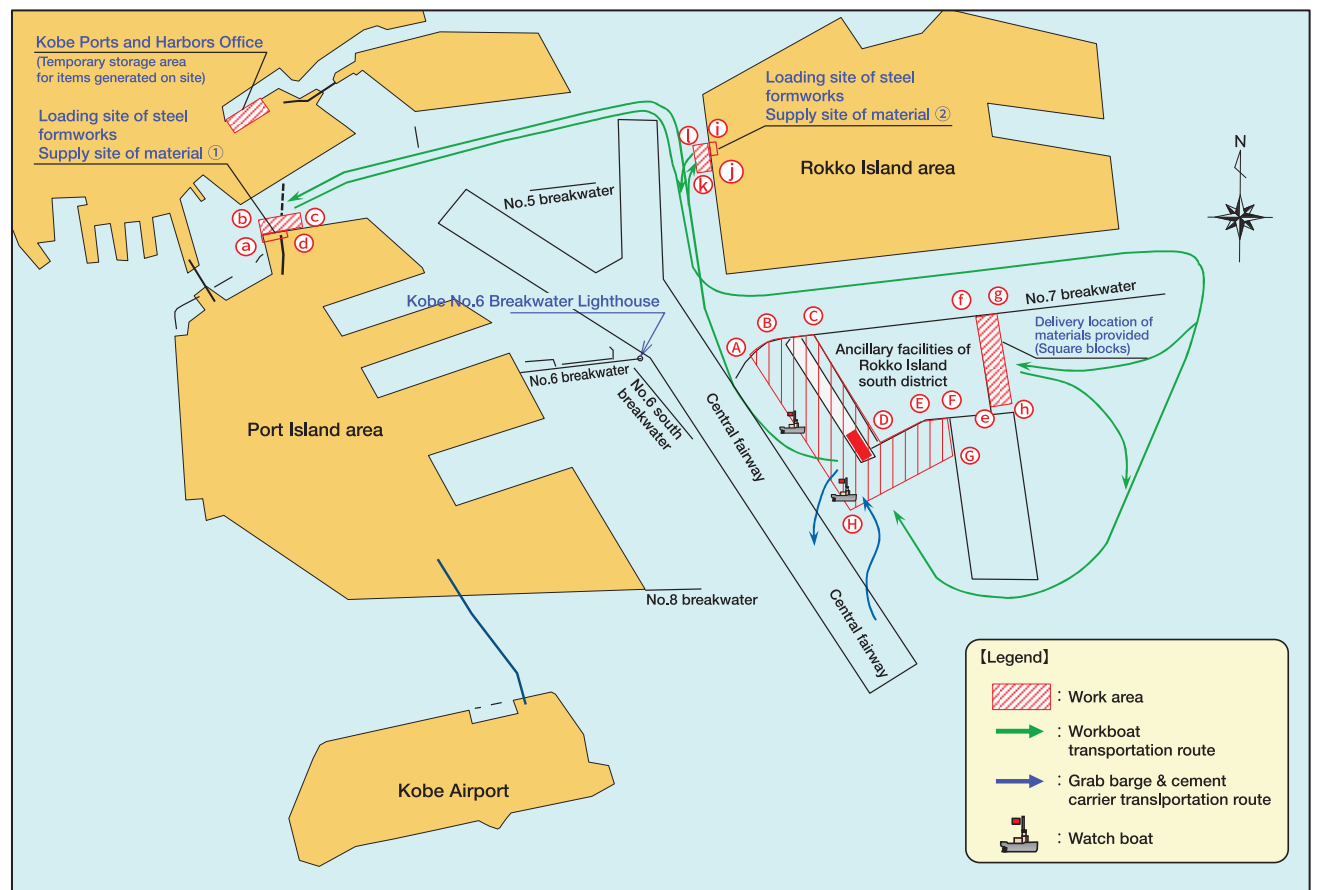 Kobe Ports and Harbors Office
(Temporary storage area
for items generated on site)
Loading site of steel
formworks
Supply site of material ①
Loading site of steel
formworks
Supply site of material ②
Rokko Island area
N
ⓛ
ⓘ
ⓚ
ⓙ
ⓑ
ⓒ
ⓐ
ⓓ
No.5 breakwater
Kobe No.6 Breakwater Lighthouse
No.6 breakwater
No.6 south
breakwater
Port Island area
Central fairway
Central fairway
Ⓐ
Ⓑ
Ⓒ
Ⓓ
Ⓔ
Ⓕ
Ⓖ
Ⓗ
ⓕ
ⓖ
ⓔ
ⓗ
No.7 breakwater
Delivery location of
materials provided
(Square blocks)
Ancillary facilities of
Rokko Island
south district
No.8 breakwater
Kobe Airport
【Legend】
: Work area
: Workboat
transportation route
: Grab barge & cement
carrier translportation route
: Watch boat